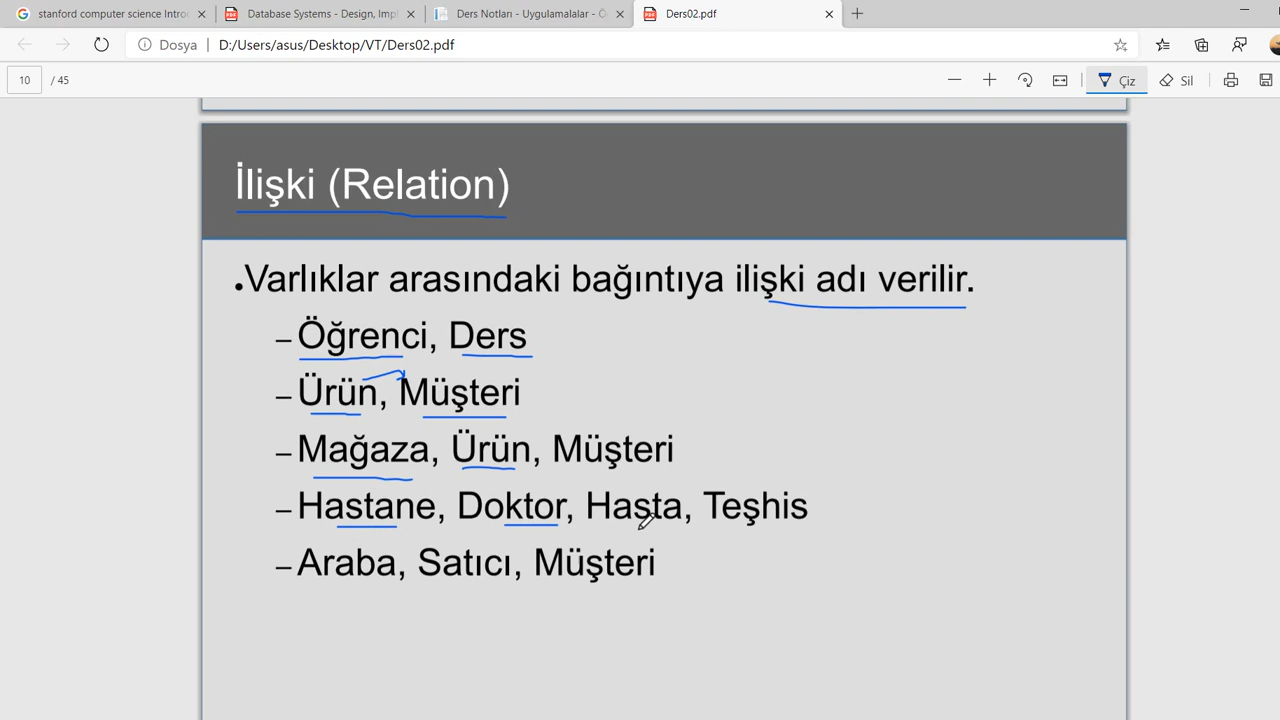 stanford computer science Intro
Database Systems - Design, Impl
Ders Notları - Uygulamalalar - Ö
Ders02.pdf
Dosya | D:/Users/asus/Desktop/VT/Ders02.pdf
10 / 45
Çiz
Sil
İlişki (Relation)
•Varlıklar arasındaki bağıntıya ilişki adı verilir.
–Öğrenci, Ders
–Ürün, Müşteri
–Mağaza, Ürün, Müşteri
–Hastane, Doktor, Hasta, Teşhis
–Araba, Satıcı, Müşteri